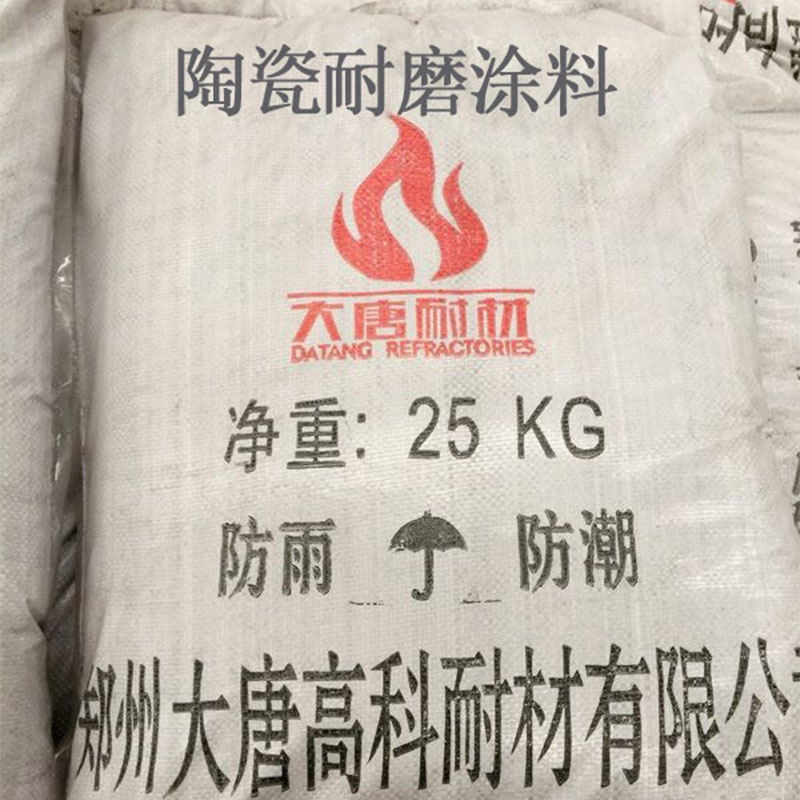 陶瓷耐磨涂料
大唐耐材
DATANG REFRACTORIES
净重: 25 KG
防雨 防潮
郑州大唐高科耐材有限公